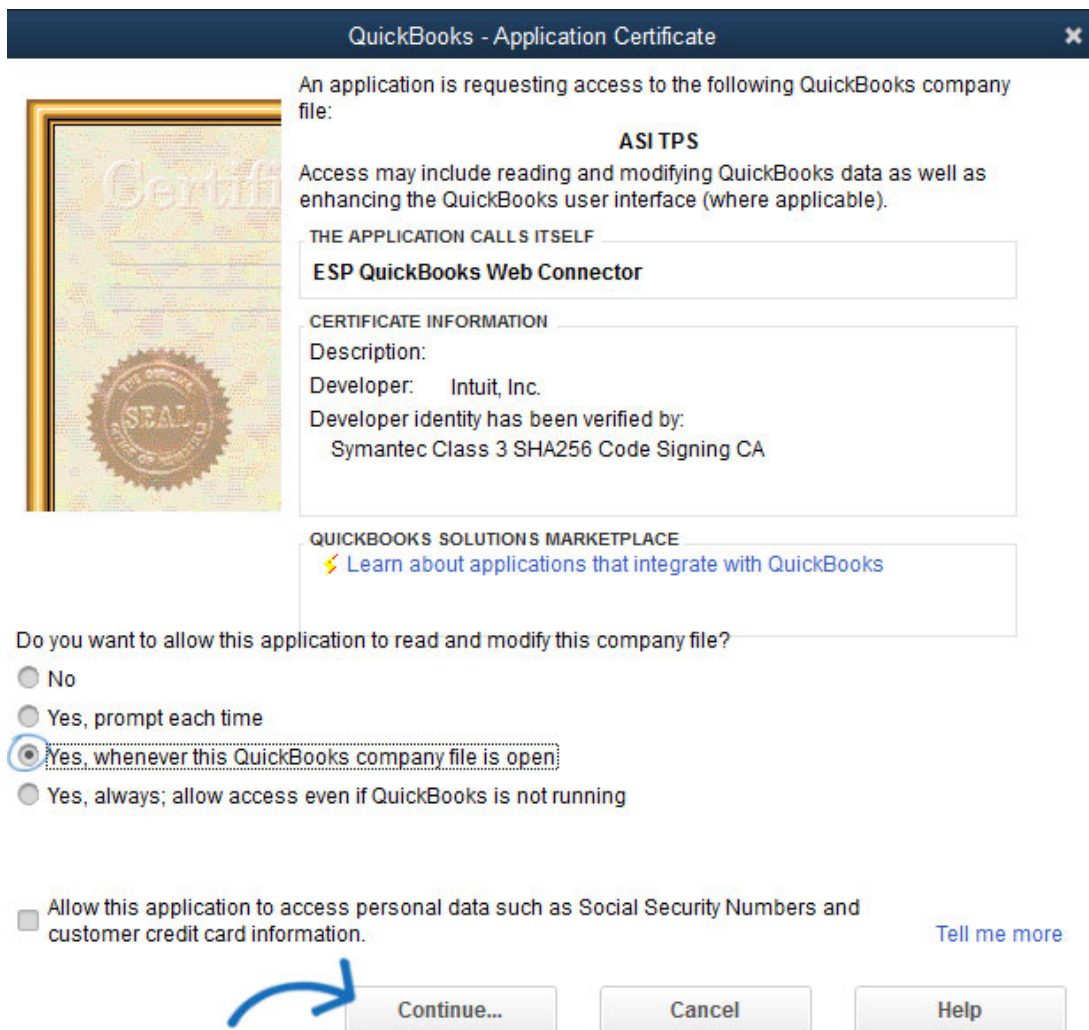 QuickBooks - Application Certificate
An application is requesting access to the following QuickBooks company
file:
ASI TPS
Access may include reading and modifying QuickBooks data as well as
enhancing the QuickBooks user interface (where applicable).
THE APPLICATION CALLS ITSELF
ESP QuickBooks Web Connector
Certifi
CERTIFICATE INFORMATION
Description:
Developer: Intuit, Inc.
Developer identity has been verified by:
Symantec Class 3 SHA256 Code Signing CA
SEAL
QUICKBOOKS SOLUTIONS MARKETPLACE
Learn about applications that integrate with QuickBooks
Do you want to allow this application to read and modify this company file?
No
Yes, prompt each time
Yes, whenever this QuickBooks company file is open
Yes, always; allow access even if QuickBooks is not running
Allow this application to access personal data such as Social Security Numbers and
customer credit card information.
Tell me more
Continue...
Cancel
Help